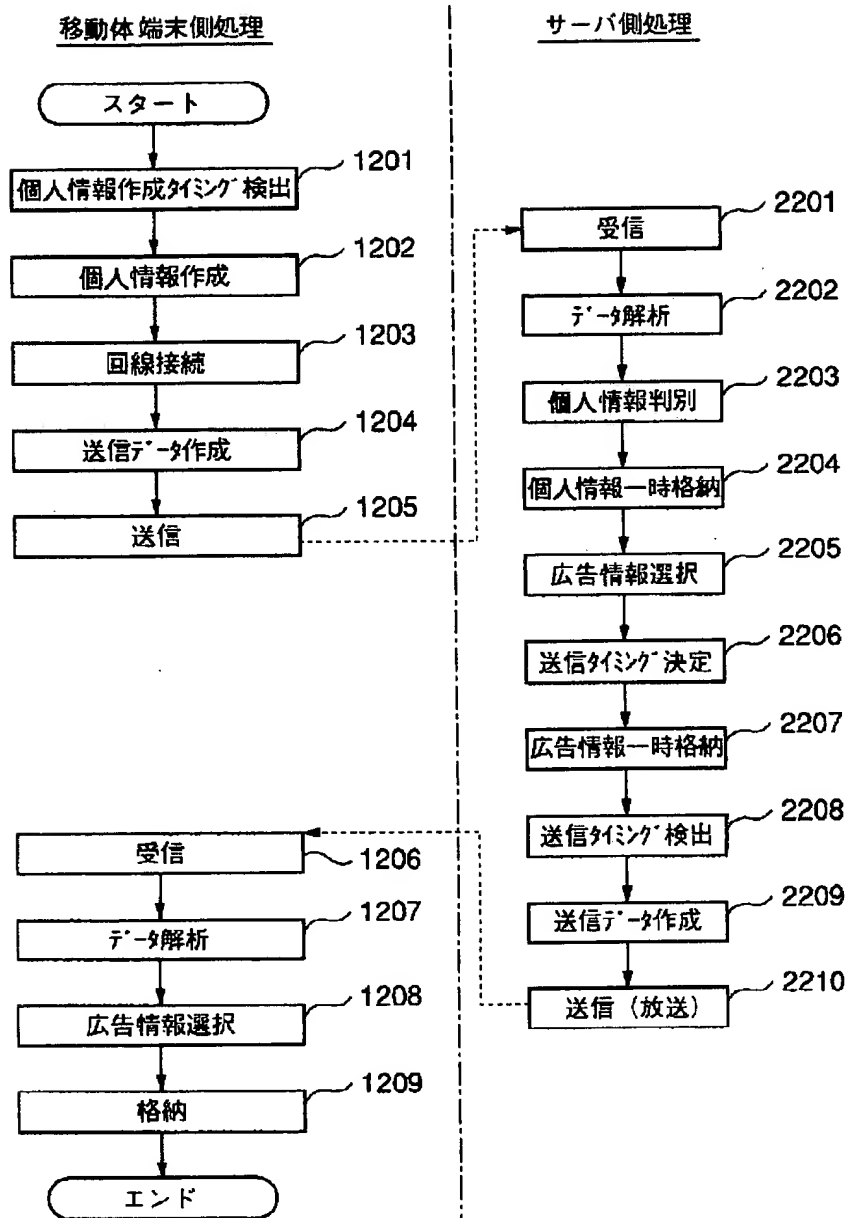 移動体端末側処理
スタート
1201
個人情報作成ﾀｲﾐﾝｸﾞ検出
1202
個人情報作成
1203
回線接続
1204
送信ﾃﾞｰﾀ作成
1205
送信
1206
受信
1207
ﾃﾞｰﾀ解析
1208
広告情報選択
1209
格納
エンド
サーバ側処理
2201
受信
2202
ﾃﾞｰﾀ解析
2203
個人情報判別
2204
個人情報一時格納
2205
広告情報選択
2206
送信ﾀｲﾐﾝｸﾞ決定
2207
広告情報一時格納
2208
送信ﾀｲﾐﾝｸﾞ検出
2209
送信ﾃﾞｰﾀ作成
2210
送信（放送）